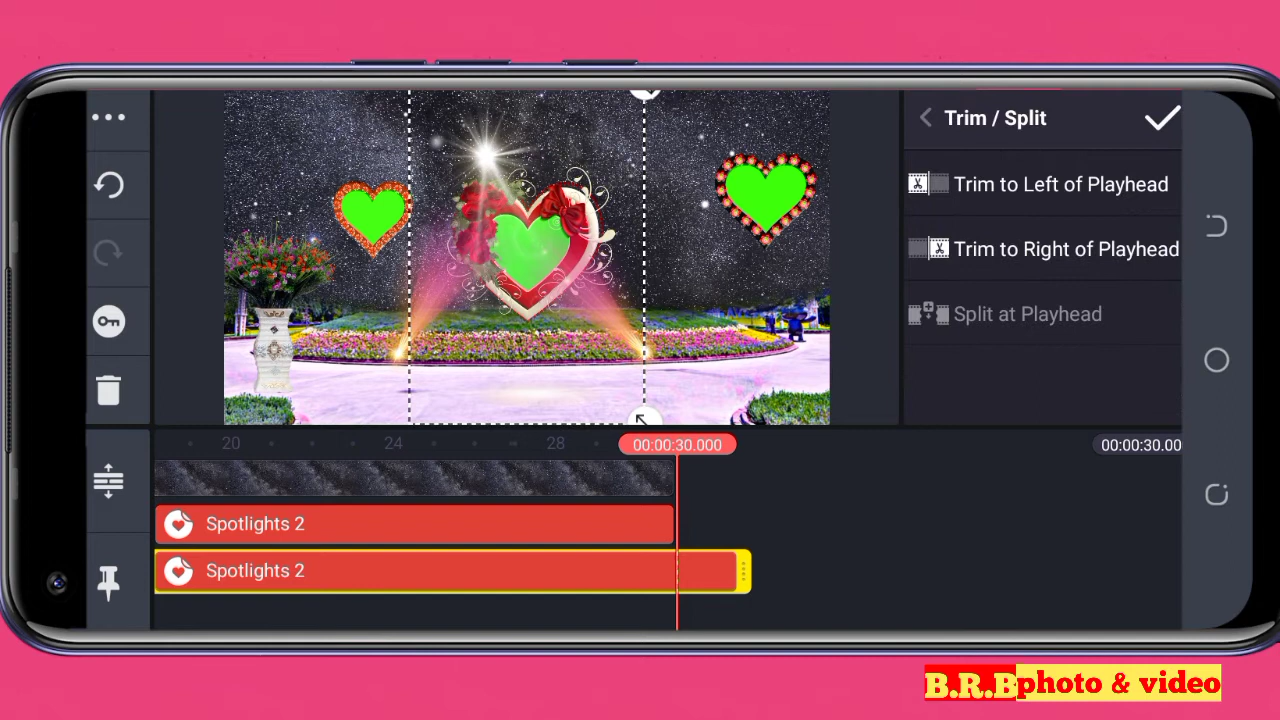 Trim / Split
Trim to Left of Playhead
Trim to Right of Playhead
Split at Playhead
20 24 28 00:00:30.000 00:00:30.00
Spotlights 2
Spotlights 2
B.R.B photo & video